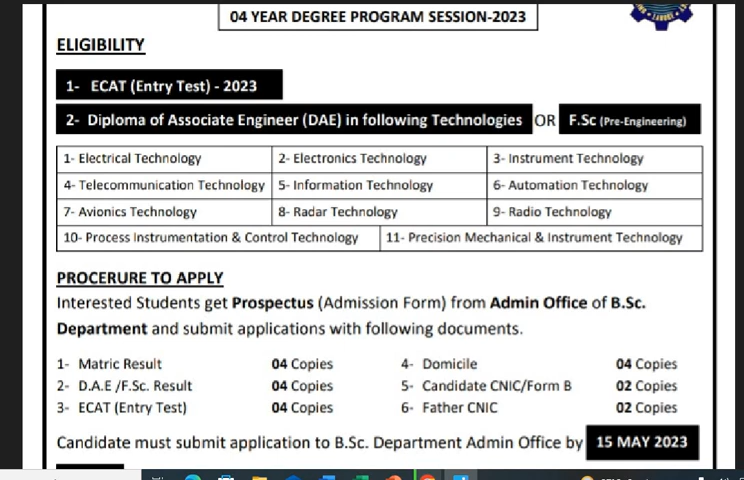 04 YEAR DEGREE PROGRAM SESSION-2023
ELIGIBILITY
1- ECAT (Entry Test) - 2023
2- Diploma of Associate Engineer (DAE) in following Technologies OR F.Sc (Pre-Engineering)
1- Electrical Technology 2- Electronics Technology 3- Instrument Technology
4- Telecommunication Technology 5- Information Technology 6- Automation Technology
7- Avionics Technology 8- Radar Technology 9- Radio Technology
10- Process Instrumentation & Control Technology 11- Precision Mechanical & Instrument Technology
PROCERURE TO APPLY
Interested Students get Prospectus (Admission Form) from Admin Office of B.Sc.
Department and submit applications with following documents.
1- Matric Result 04 Copies 4- Domicile 04 Copies
2- D.A.E /F.Sc. Result 04 Copies 5- Candidate CNIC/Form B 02 Copies
3- ECAT (Entry Test) 04 Copies 6- Father CNIC 02 Copies
Candidate must submit application to B.Sc. Department Admin Office by 15 MAY 2023